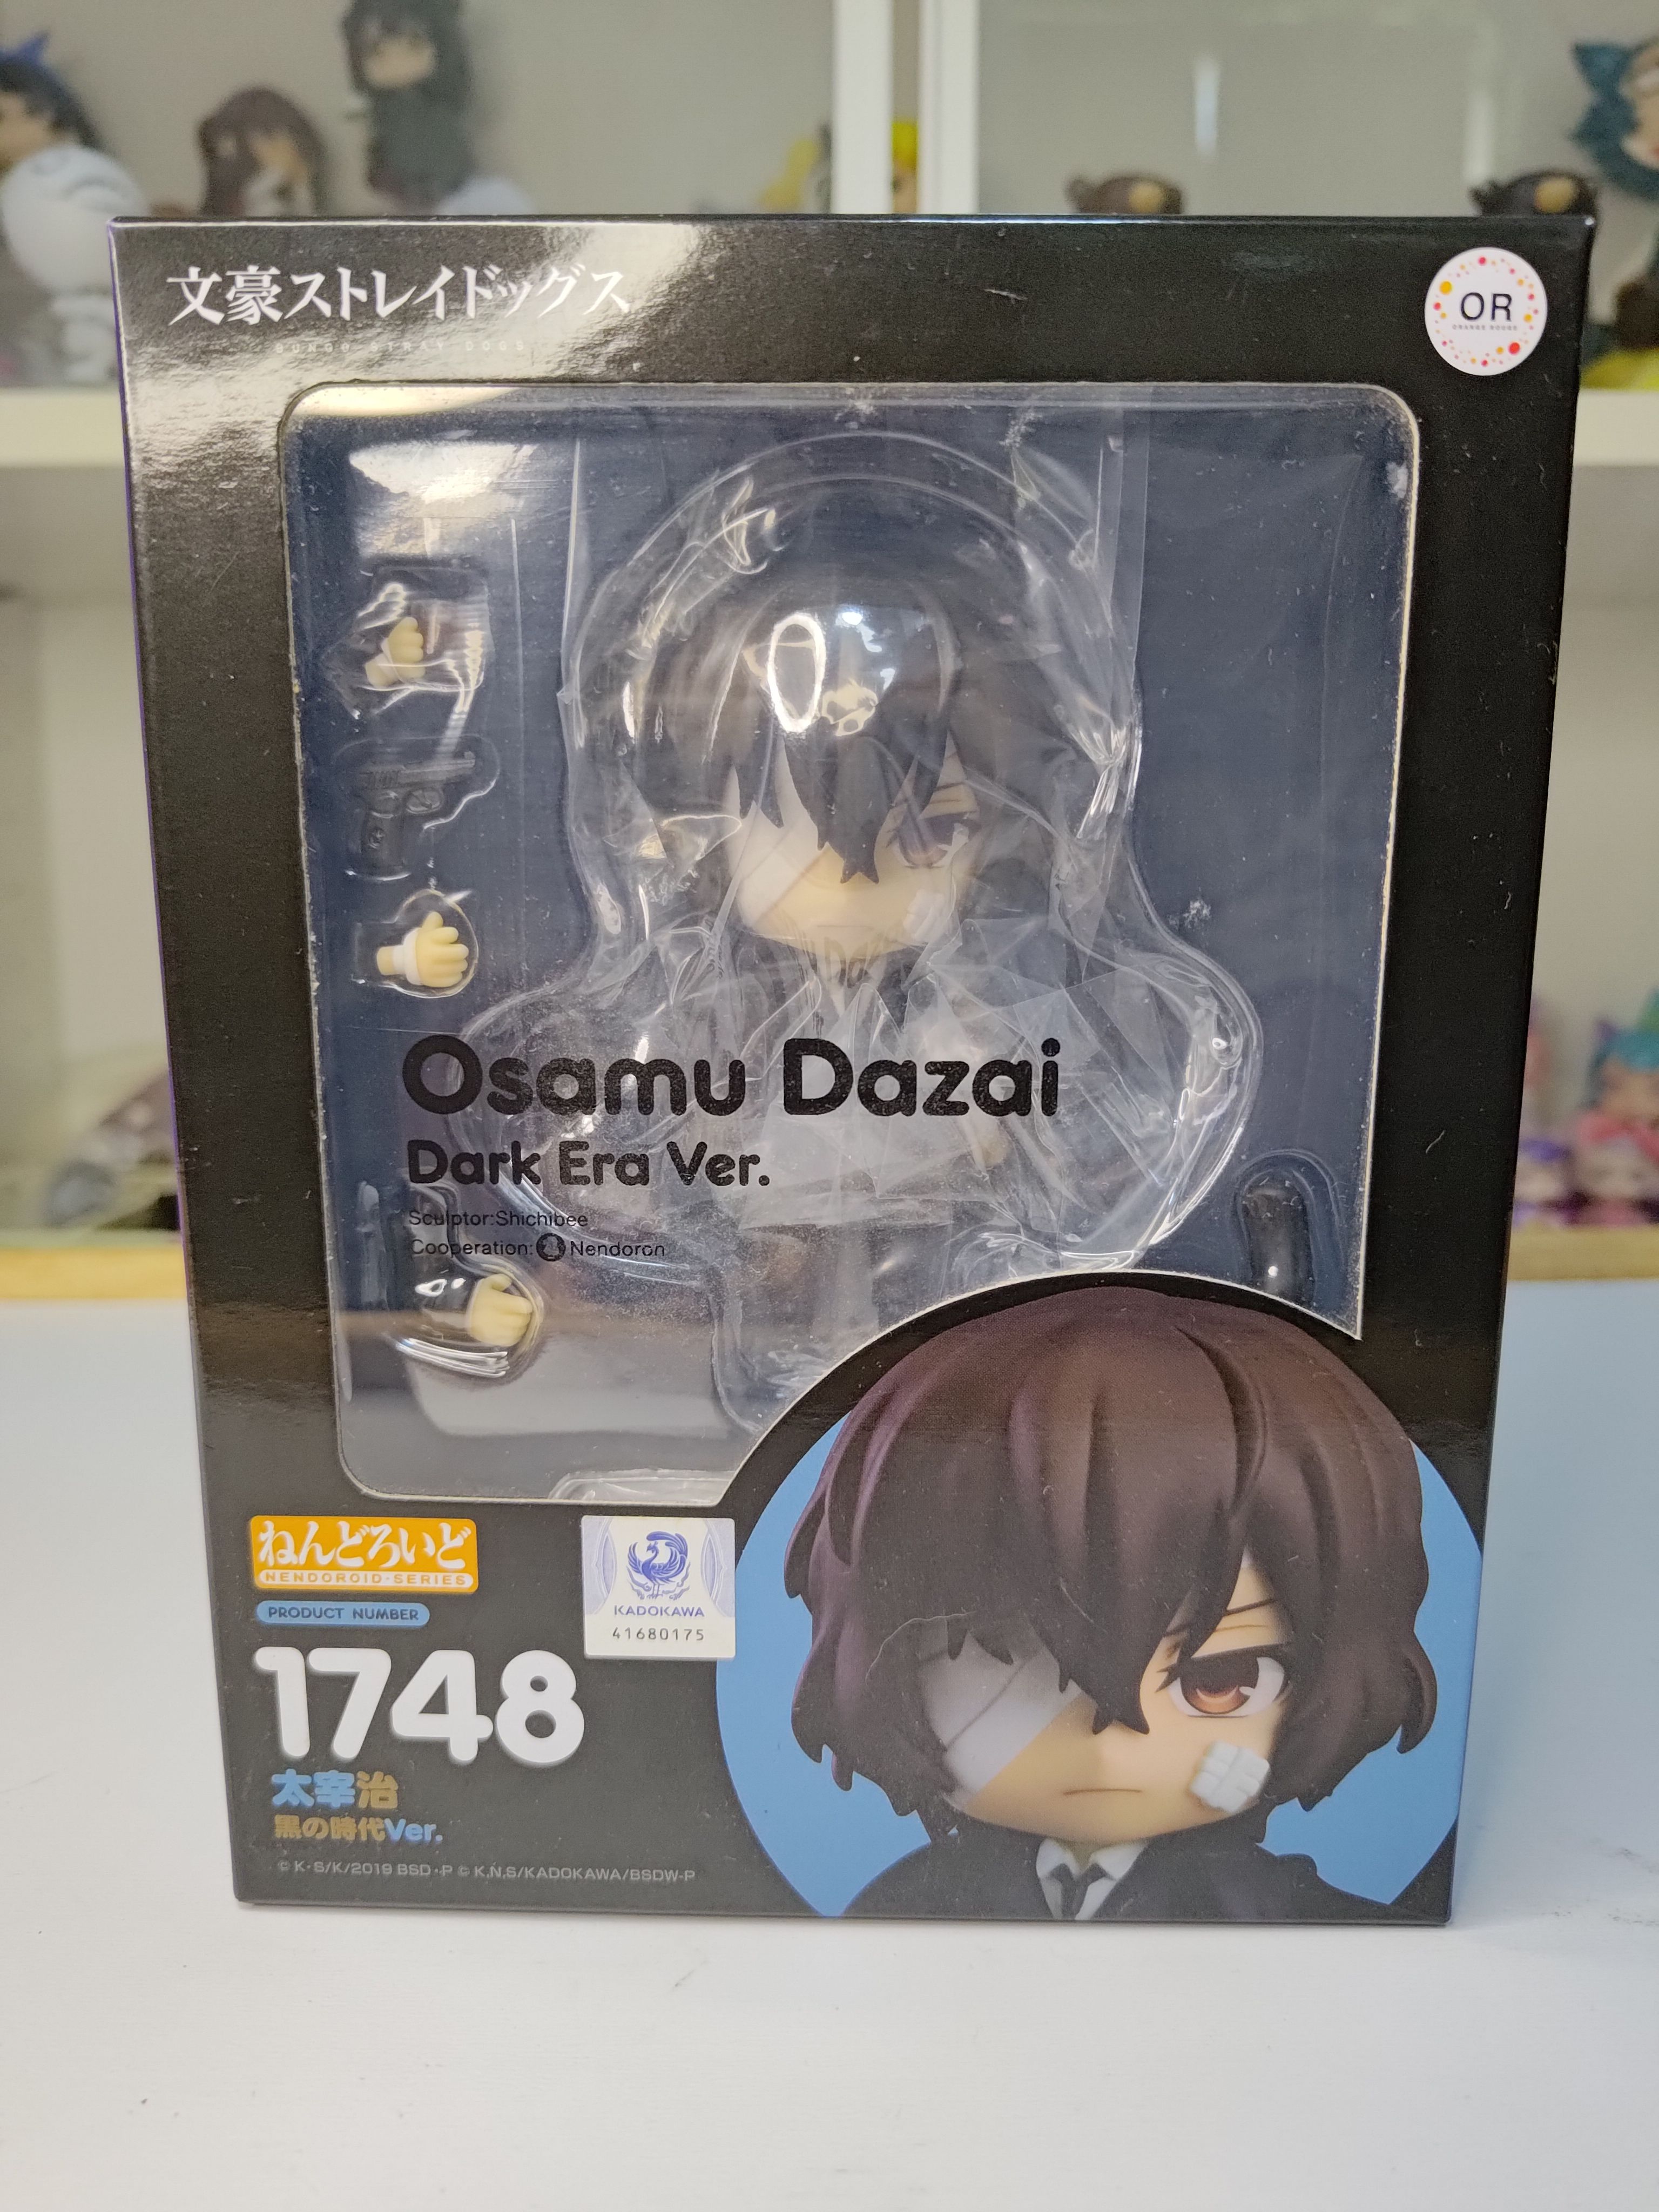 文豪ストレイドッグス
BUNGO STRAY DOGS
OR
ORANGE ROUGE
Osamu Dazai
Dark Era Ver.
Sculptor:Shichibee
Cooperation: Nendoron
ねんどろいど
NENDOROID·SERIES
PRODUCT NUMBER
1748
KADOKAWA
41680175
太宰治
黒の時代Ver.
© K·S/K/2019 BSD·P © K,N,S/KADOKAWA/BSDW-P